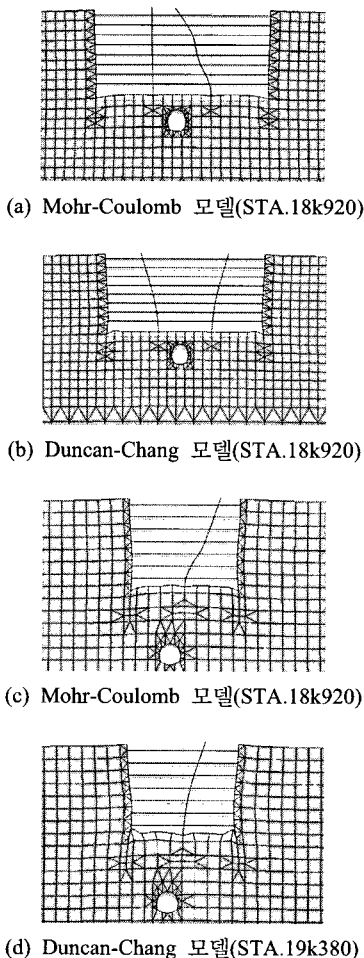 (a) Mohr-Coulomb 모델(STA.18k920)
(b) Duncan-Chang 모델(STA.18k920)
(c) Mohr-Coulomb 모델(STA.18k920)
(d) Duncan-Chang 모델(STA.19k380)